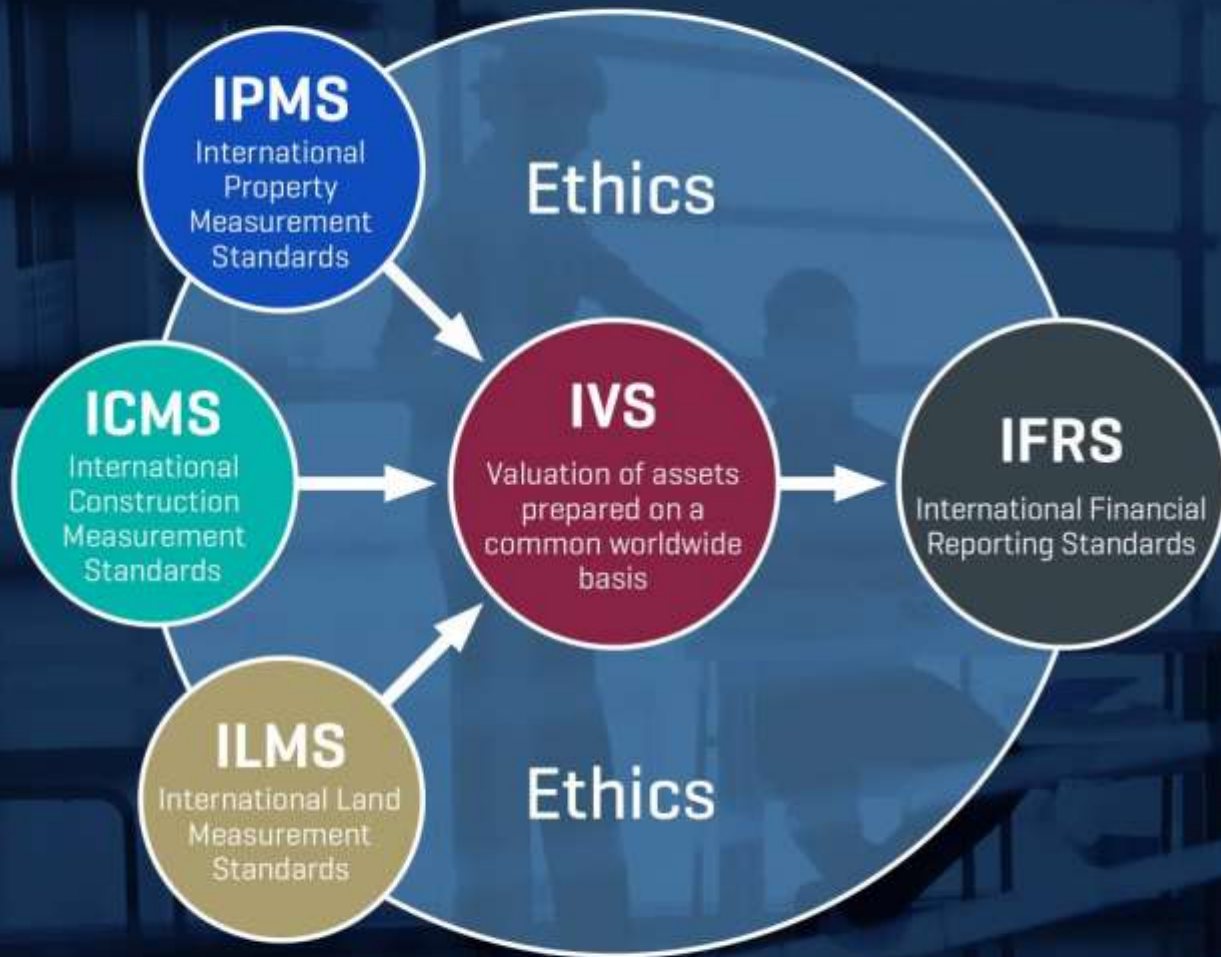 IPMS
International
Property
Measurement
Standards
Ethics
ICMS
International
Construction
Measurement
Standards
IVS
Valuation of assets
prepared on a
common worldwide
basis
IFRS
International Financial
Reporting Standards
ILMS
International Land
Measurement
Standards
Ethics